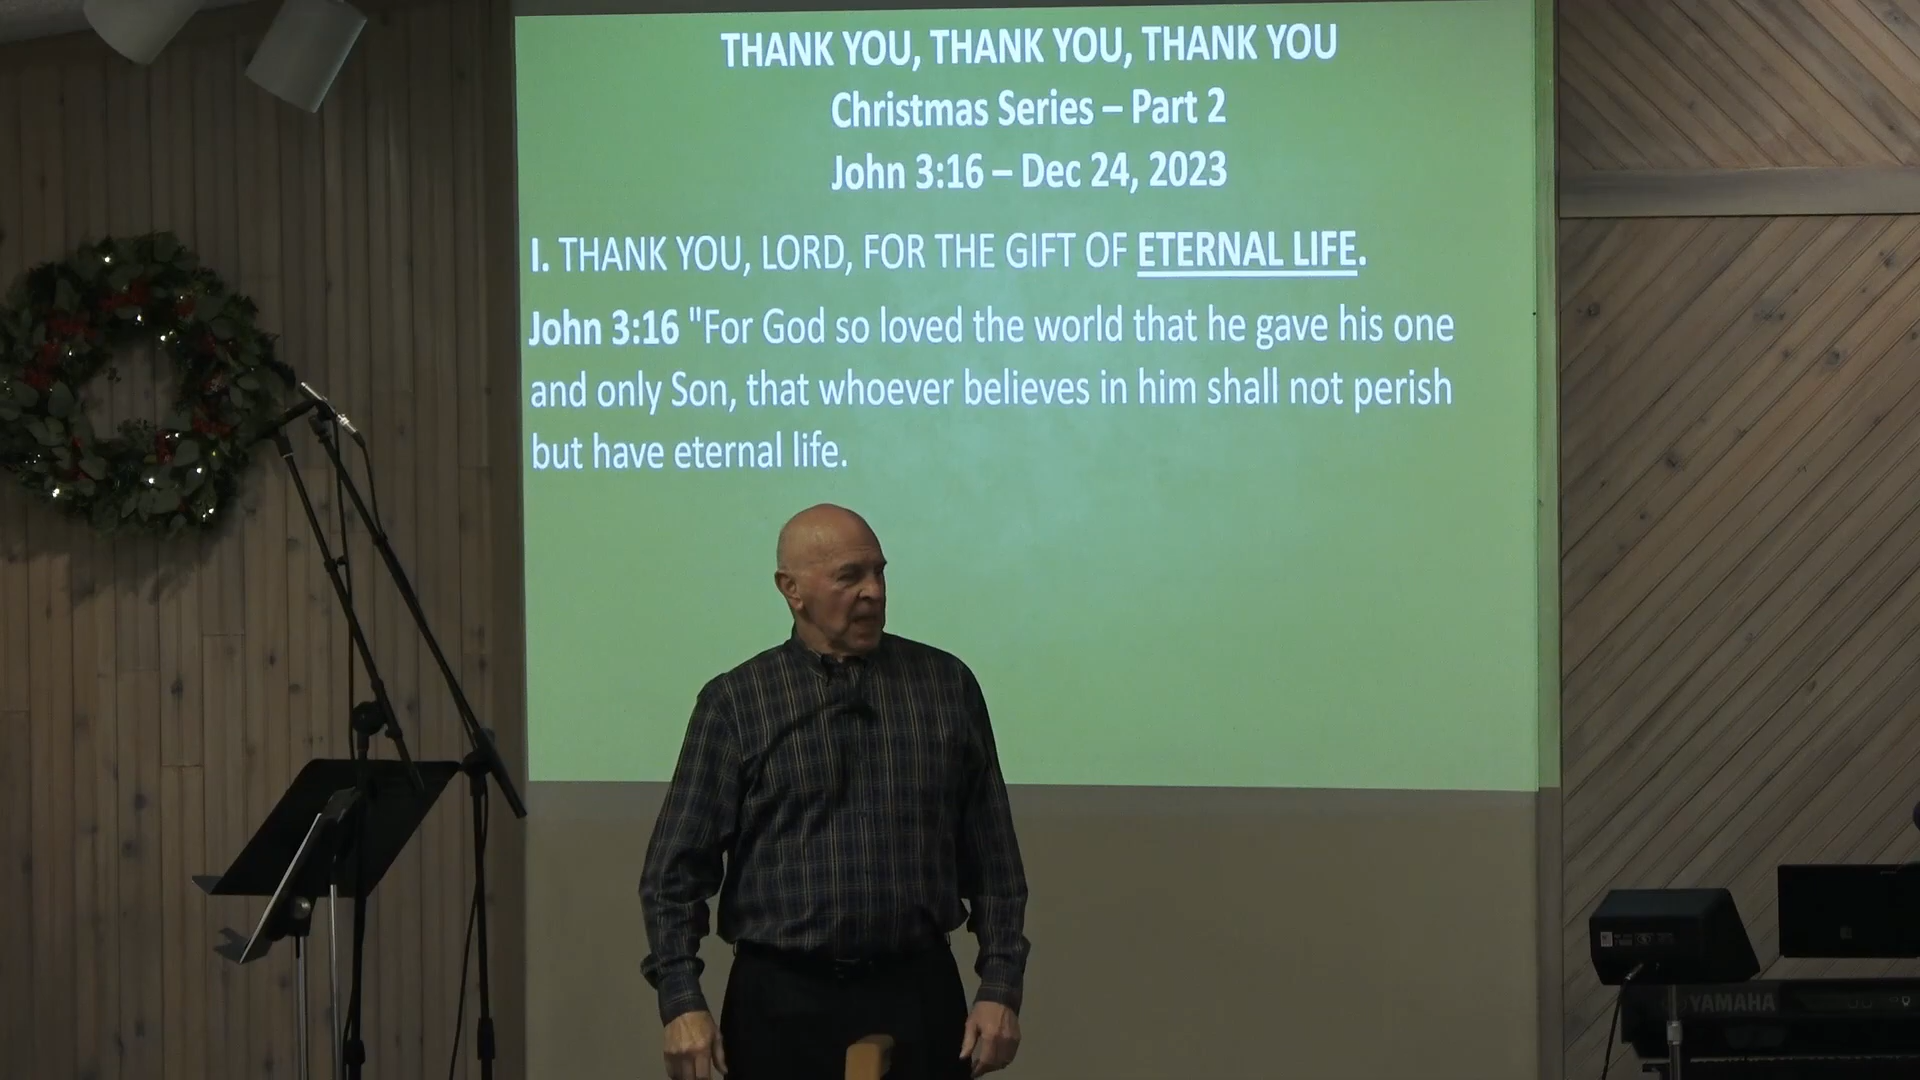 THANK YOU, THANK YOU, THANK YOU
Christmas Series – Part 2
John 3:16 – Dec 24, 2023
I. THANK YOU, LORD, FOR THE GIFT OF ETERNAL LIFE.
John 3:16 "For God so loved the world that he gave his one
and only Son, that whoever believes in him shall not perish
but have eternal life.
YAMAHA